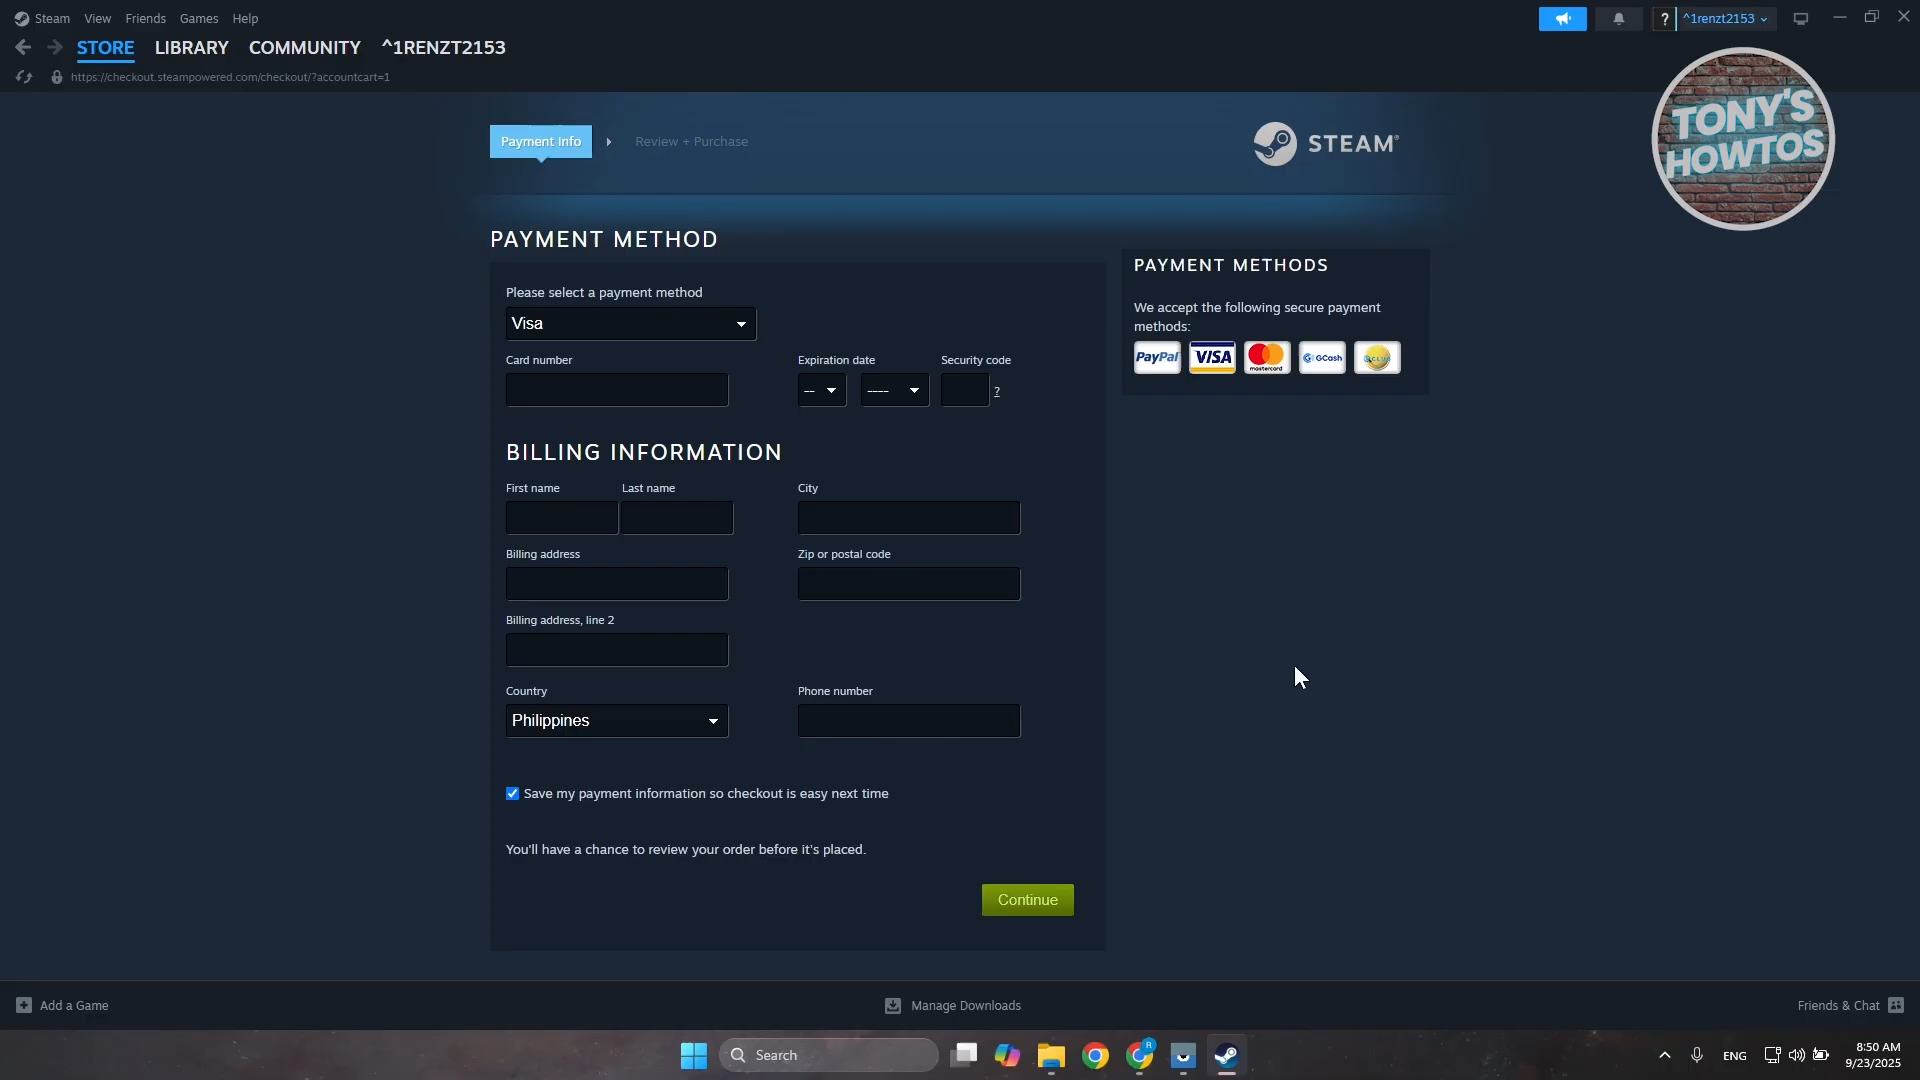 Steam View Friends Games Help
? ^1renzt2153
STORE LIBRARY COMMUNITY ^1RENZT2153
https://checkout.steampowered.com/checkout/?accountcart=1
TONY'S
HOWTOS
Payment Info Review + Purchase
STEAM®
PAYMENT METHOD
Please select a payment method
Visa
Card number Expiration date Security code
-- ---- ?
BILLING INFORMATION
First name Last name City
Billing address Zip or postal code
Billing address, line 2
Country Phone number
Philippines
Save my payment information so checkout is easy next time
You'll have a chance to review your order before it's placed.
Continue
PAYMENT METHODS
We accept the following secure payment
methods:
PayPal VISA mastercard GCash CLUB
Add a Game Manage Downloads Friends & Chat
Search R ENG 8:50 AM
9/23/2025